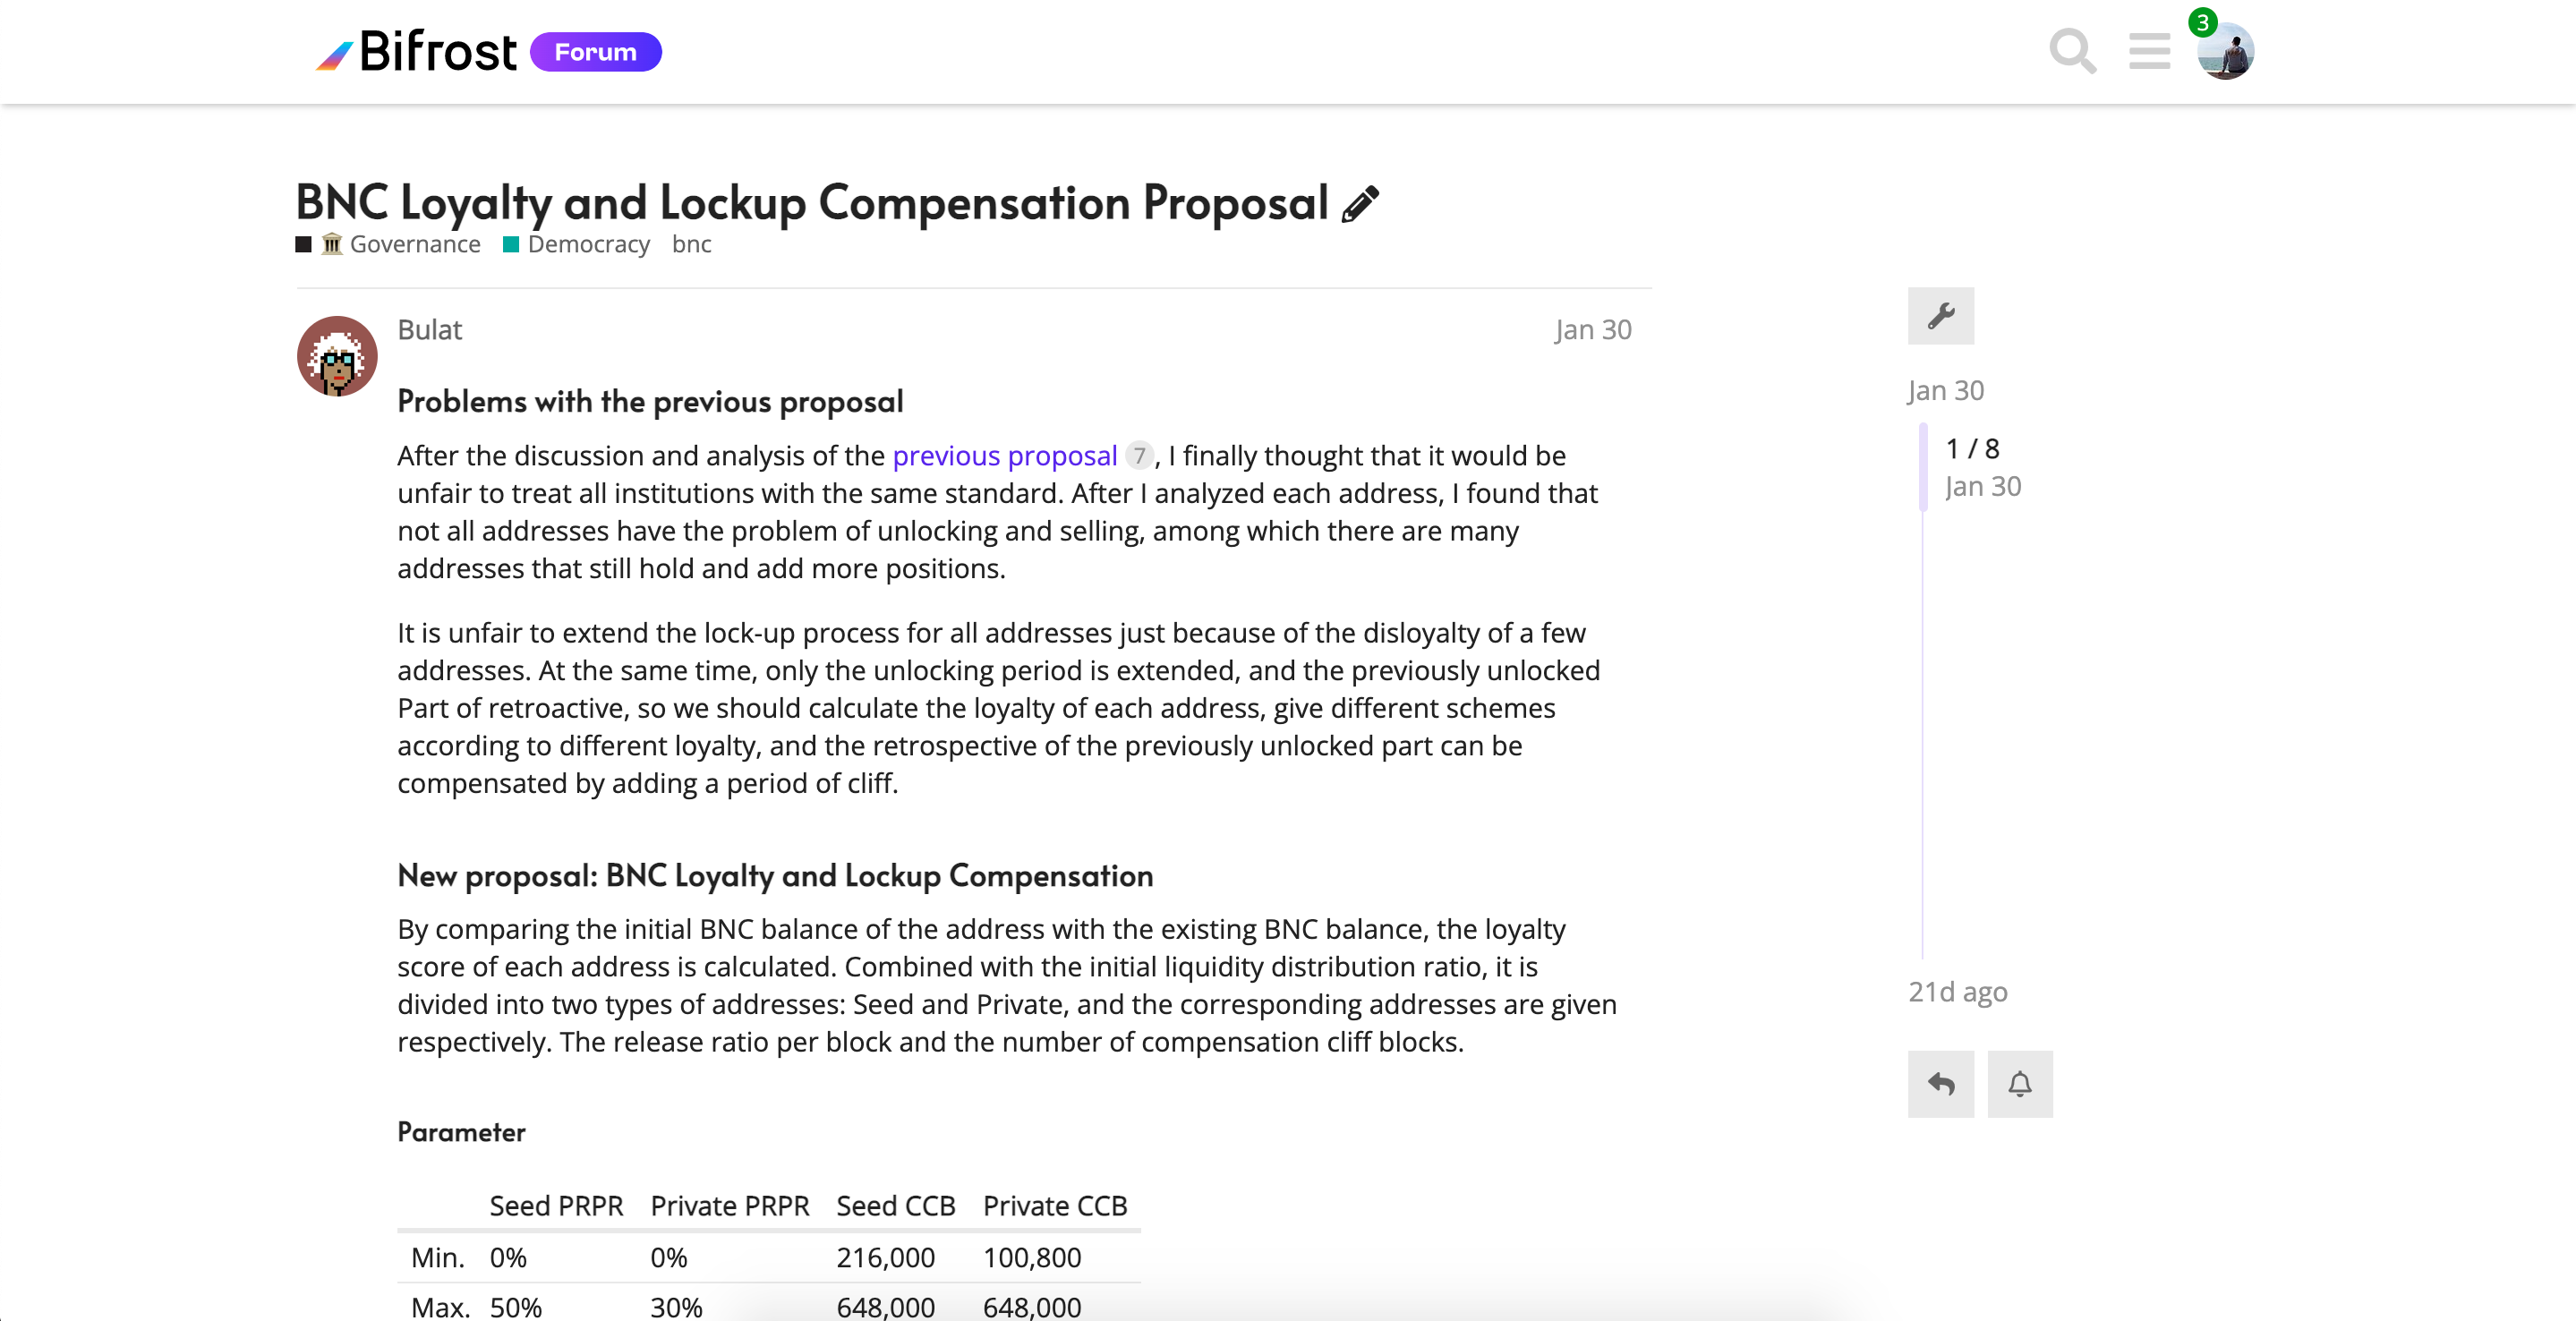 Bifrost Forum
3
BNC Loyalty and Lockup Compensation Proposal
Governance Democracy bnc
Bulat Jan 30
Problems with the previous proposal
After the discussion and analysis of the previous proposal 7, I finally thought that it would be
unfair to treat all institutions with the same standard. After I analyzed each address, I found that
not all addresses have the problem of unlocking and selling, among which there are many
addresses that still hold and add more positions.
It is unfair to extend the lock-up process for all addresses just because of the disloyalty of a few
addresses. At the same time, only the unlocking period is extended, and the previously unlocked
Part of retroactive, so we should calculate the loyalty of each address, give different schemes
according to different loyalty, and the retrospective of the previously unlocked part can be
compensated by adding a period of cliff.
New proposal: BNC Loyalty and Lockup Compensation
By comparing the initial BNC balance of the address with the existing BNC balance, the loyalty
score of each address is calculated. Combined with the initial liquidity distribution ratio, it is
divided into two types of addresses: Seed and Private, and the corresponding addresses are given
respectively. The release ratio per block and the number of compensation cliff blocks.
Parameter
Seed PRPR Private PRPR Seed CCB Private CCB
Min. 0% 0% 216,000 100,800
Max. 50% 30% 648,000 648,000
Jan 30
1 / 8
Jan 30
21d ago